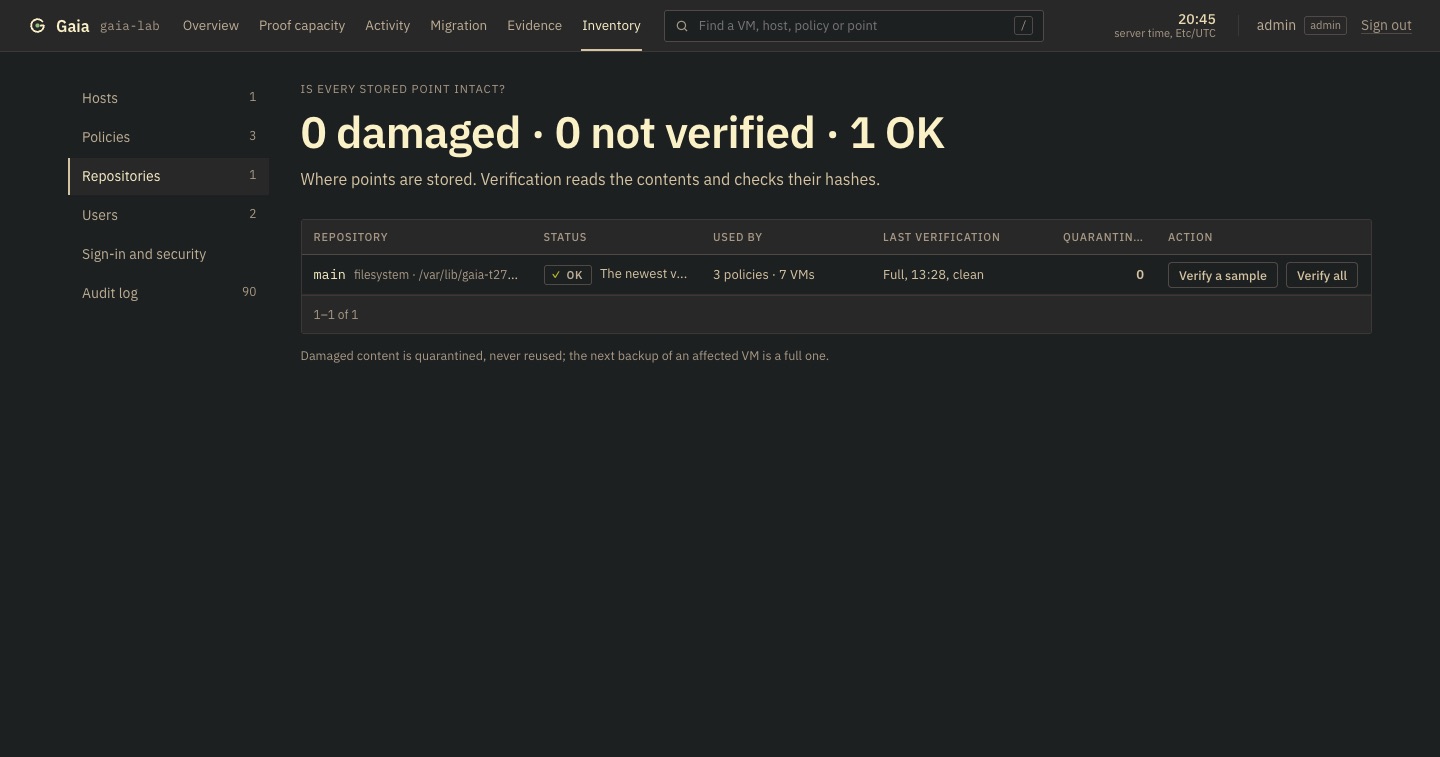 Gaia gaia-lab Overview Proof capacity Activity Migration Evidence Inventory Find a VM, host, policy or point / 20:45 admin admin Sign out
server time, Etc/UTC
Hosts 1
Policies 3
Repositories 1
Users 2
Sign-in and security
Audit log 90
IS EVERY STORED POINT INTACT?
0 damaged · 0 not verified · 1 OK
Where points are stored. Verification reads the contents and checks their hashes.
REPOSITORY STATUS USED BY LAST VERIFICATION QUARANTIN… ACTION
main filesystem · /var/lib/gaia-t27… ✓ OK The newest v… 3 policies · 7 VMs Full, 13:28, clean 0 Verify a sample Verify all
1–1 of 1
Damaged content is quarantined, never reused; the next backup of an affected VM is a full one.